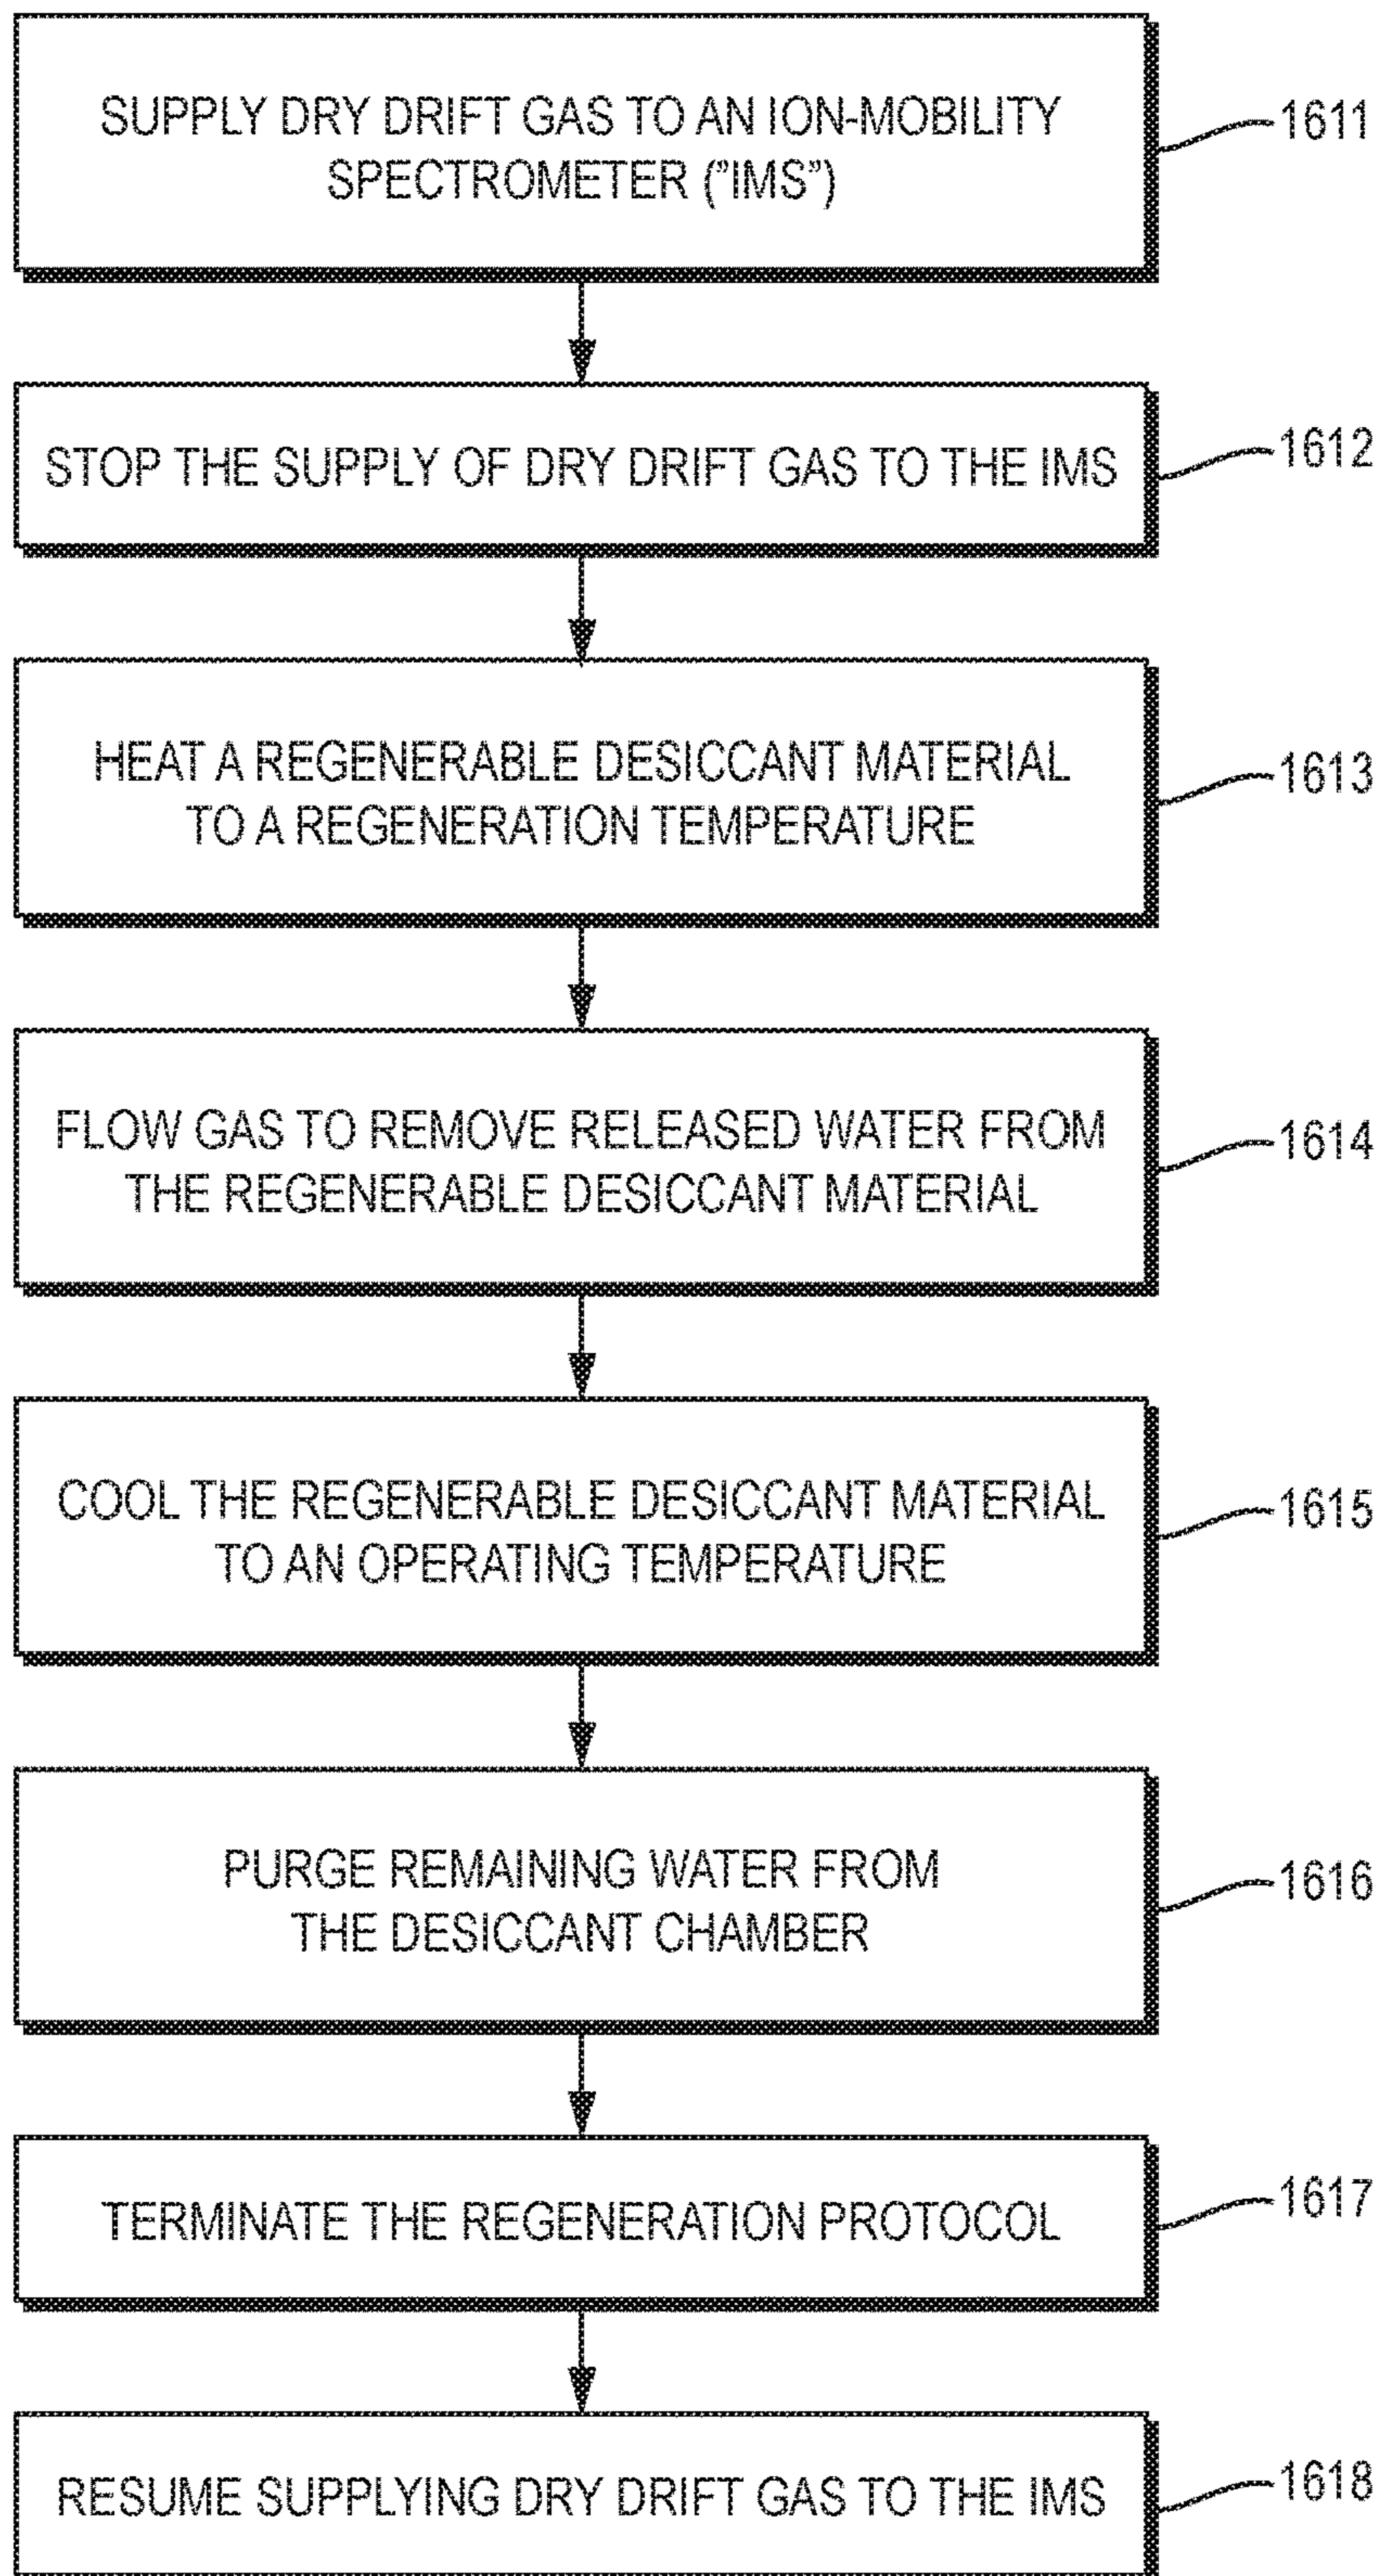 SUPPLY DRY DRIFT GAS TO AN ION-MOBILITY
SPECTROMETER ("IMS")
1611
STOP THE SUPPLY OF DRY DRIFT GAS TO THE IMS
1612
HEAT A REGENERABLE DESICCANT MATERIAL
TO A REGENERATION TEMPERATURE
1613
FLOW GAS TO REMOVE RELEASED WATER FROM
THE REGENERABLE DESICCANT MATERIAL
1614
COOL THE REGENERABLE DESICCANT MATERIAL
TO AN OPERATING TEMPERATURE
1615
PURGE REMAINING WATER FROM
THE DESICCANT CHAMBER
1616
TERMINATE THE REGENERATION PROTOCOL
1617
RESUME SUPPLYING DRY DRIFT GAS TO THE IMS
1618